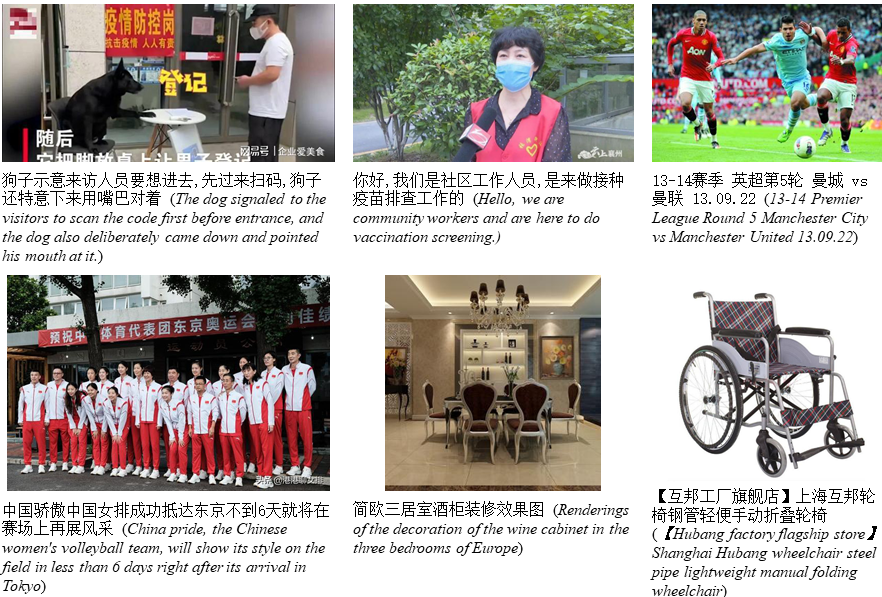 疫情防控岗
抗击疫情 人人有责
登记
随后
网易号 | 企业爱美食
狗子示意来访人员要想进去,先过来扫码,狗子
还特意下来用嘴巴对着 (The dog signaled to the
visitors to scan the code first before entrance, and
the dog also deliberately came down and pointed
his mouth at it.)
云上襄州
你好,我们是社区工作人员,是来做接种
疫苗排查工作的 (Hello, we are
community workers and are here to do
vaccination screening.)
AON
13-14赛季 英超第5轮 曼城 vs
曼联 13.09.22 (13-14 Premier
League Round 5 Manchester City
vs Manchester United 13.09.22)
预祝中 体育代表团东京奥运会 佳绩
中国骄傲中国女排成功抵达东京不到6天就将在
赛场上再展风采 (China pride, the Chinese
women's volleyball team, will show its style on the
field in less than 6 days right after its arrival in
Tokyo)
简欧三居室酒柜装修效果图 (Renderings
of the decoration of the wine cabinet in the
three bedrooms of Europe)
【互邦工厂旗舰店】上海互邦轮
椅钢管轻便手动折叠轮椅
(【Hubang factory flagship store】
Shanghai Hubang wheelchair steel
pipe lightweight manual folding
wheelchair)